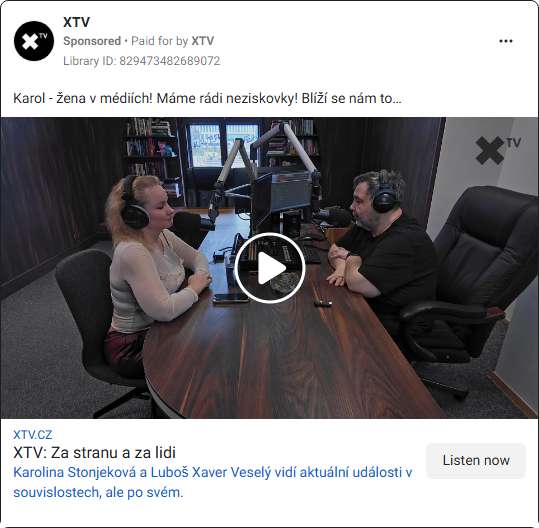 XTV
Sponsored • Paid for by XTV
Library ID: 829473482689072
Karol - žena v médiích! Máme rádi neziskovky! Blíží se nám to…
XTV
XTV.CZ
XTV: Za stranu a za lidi
Karolina Stonjeková a Luboš Xaver Veselý vidí aktuální události v
souvislostech, ale po svém.
Listen now